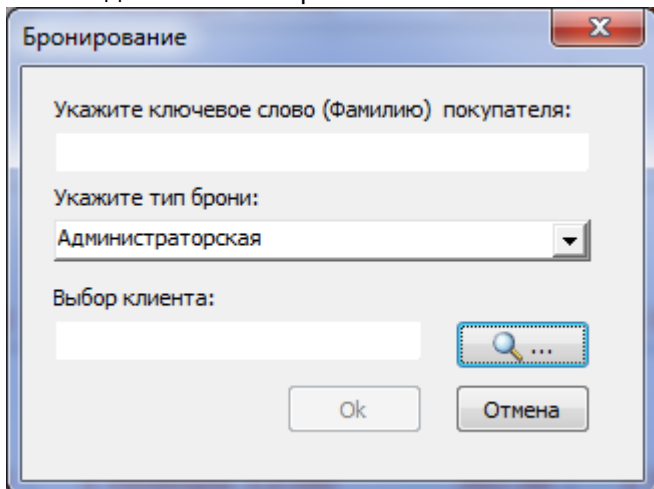 Бронирование
Укажите ключевое слово (Фамилию) покупателя:
Укажите тип брони:
Администраторская
Выбор клиента:
...
Ok
Отмена